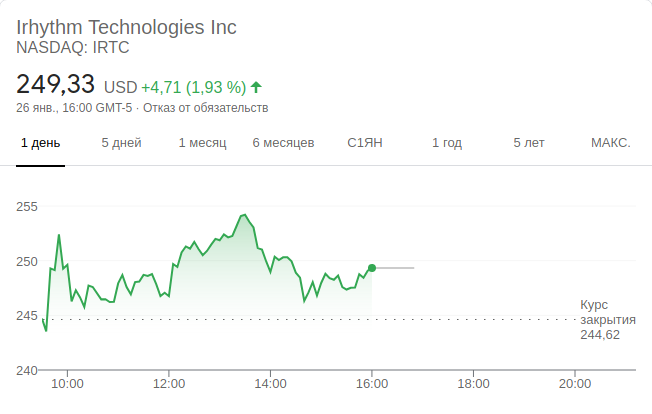 Irhythm Technologies Inc
NASDAQ: IRTC
249,33 USD +4,71 (1,93 %)
26 янв., 16:00 GMT-5 · Отказ от обязательств
1 день 5 дней 1 месяц 6 месяцев С1ЯН 1 год 5 лет МАКС.
255
250
245
240
Курс
закрытия
244,62
10:00 12:00 14:00 16:00 18:00 20:00